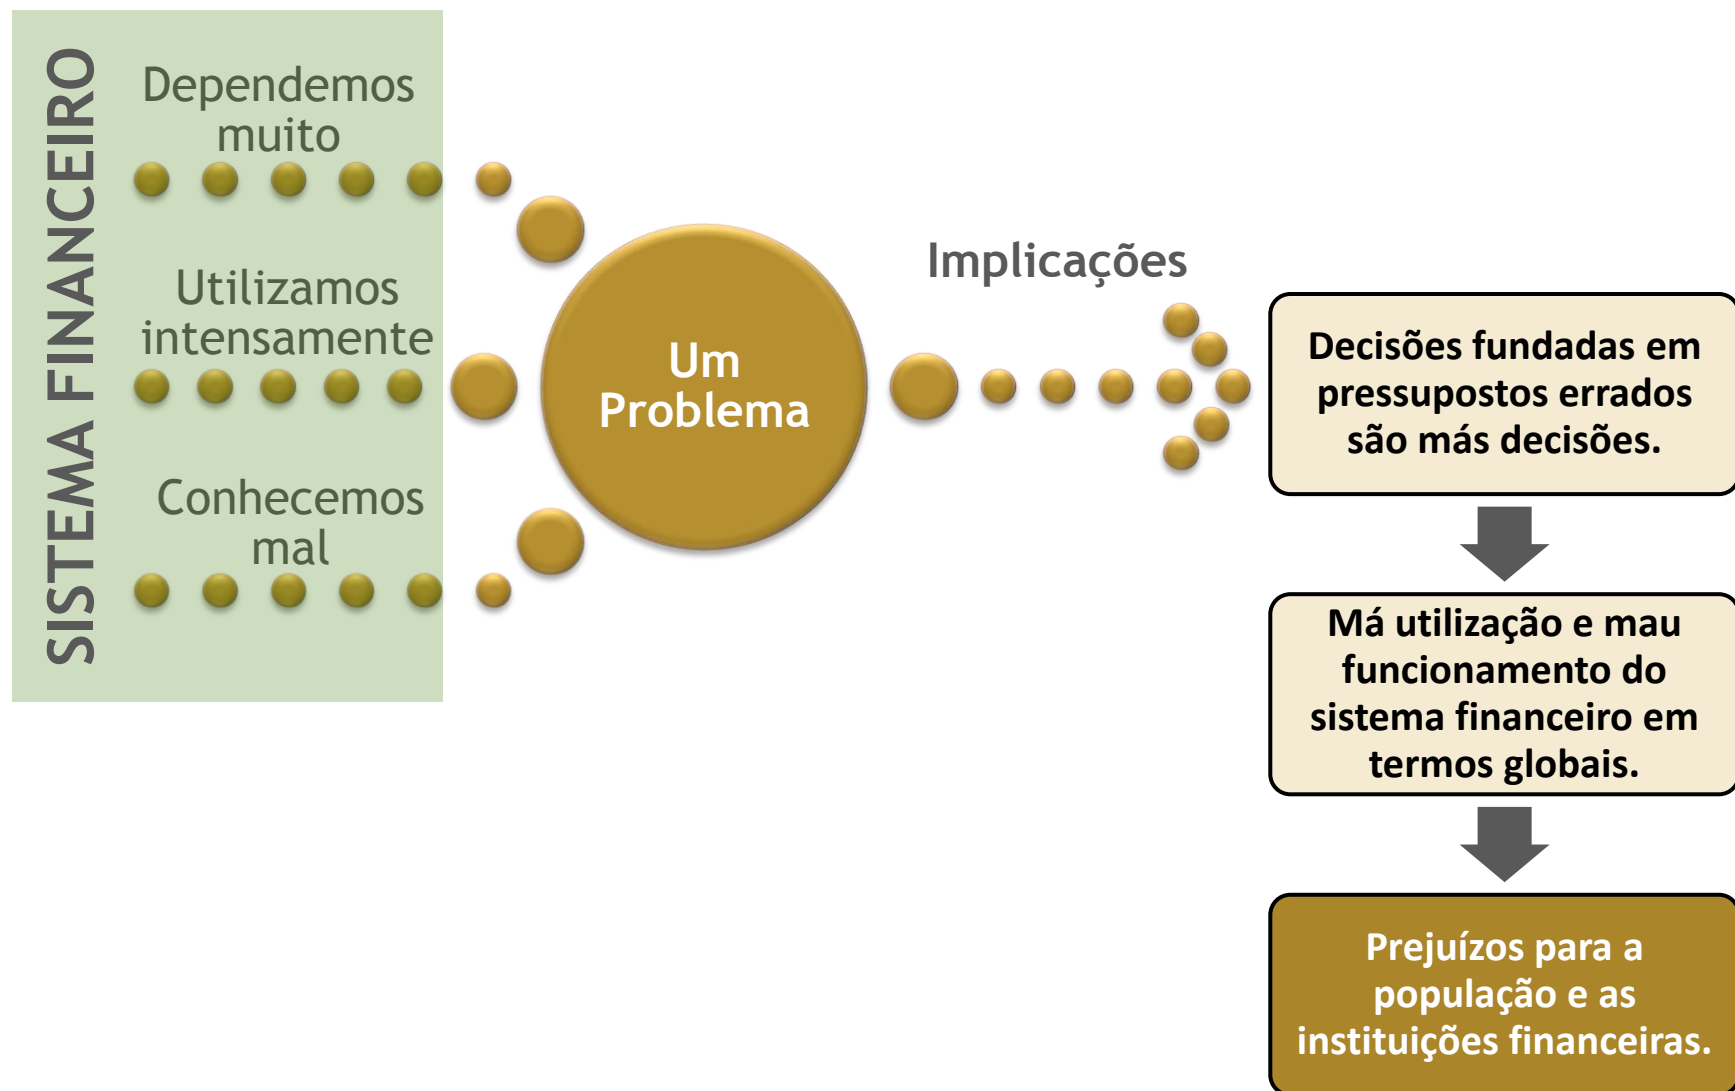 SISTEMA FINANCEIRO
Dependemos
muito
Utilizamos
intensamente
Conhecemos
mal
Um
Problema
Implicações
Decisões fundadas em
pressupostos errados
são más decisões.
Má utilização e mau
funcionamento do
sistema financeiro em
termos globais.
Prejuízos para a
população e as
instituições financeiras.